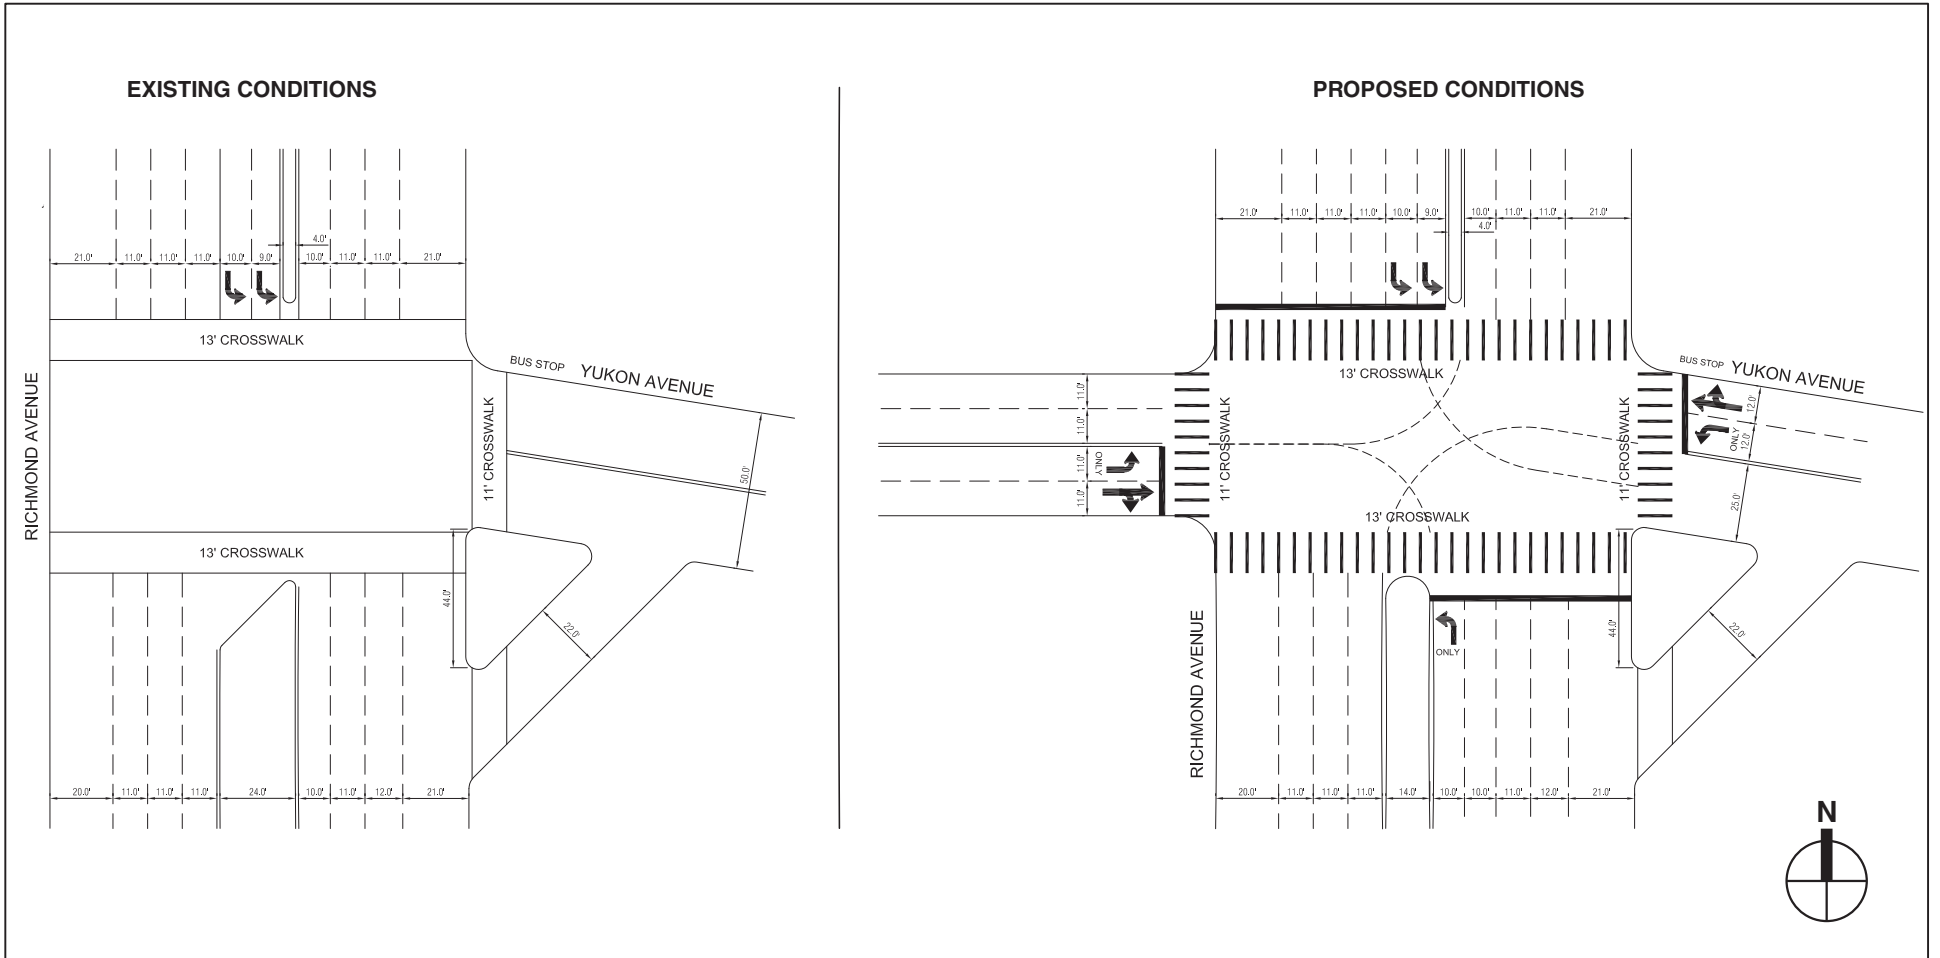 EXISTING CONDITIONS
4.0'
21.0' 11.0' 11.0' 11.0' 10.0' 9.0' 10.0' 11.0' 11.0' 21.0'
13' CROSSWALK
BUS STOP YUKON AVENUE
RICHMOND AVENUE
11' CROSSWALK
50.0'
13' CROSSWALK
44.0'
22.0'
20.0' 11.0' 11.0' 11.0' 24.0' 10.0' 11.0' 12.0' 21.0'
PROPOSED CONDITIONS
21.0' 11.0' 11.0' 11.0' 10.0' 9.0' 10.0' 11.0' 11.0' 21.0'
4.0'
13' CROSSWALK
BUS STOP YUKON AVENUE
11.0'
11.0'
11.0'
11.0'
ONLY
11' CROSSWALK
11' CROSSWALK
ONLY
12.0'
12.0'
25.0'
13' CROSSWALK
44.0'
22.0'
ONLY
RICHMOND AVENUE
20.0' 11.0' 11.0' 11.0' 14.0' 10.0' 10.0' 11.0' 12.0' 21.0'
N